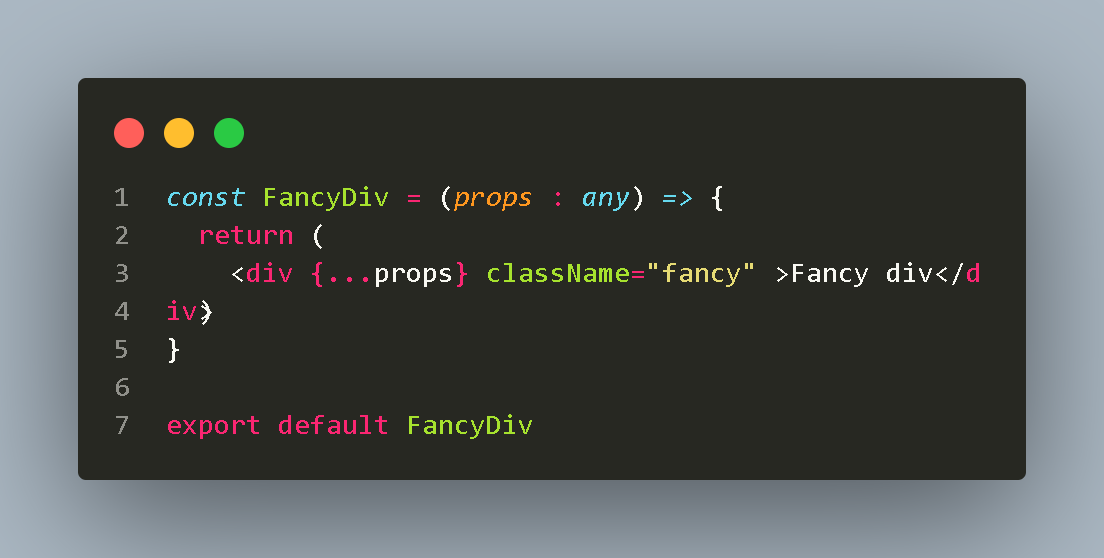 1 const FancyDiv = (props : any) => {
2   return (
3     <div {...props} className="fancy" >Fancy div</d
4 iv>)
5 }
6
7 export default FancyDiv